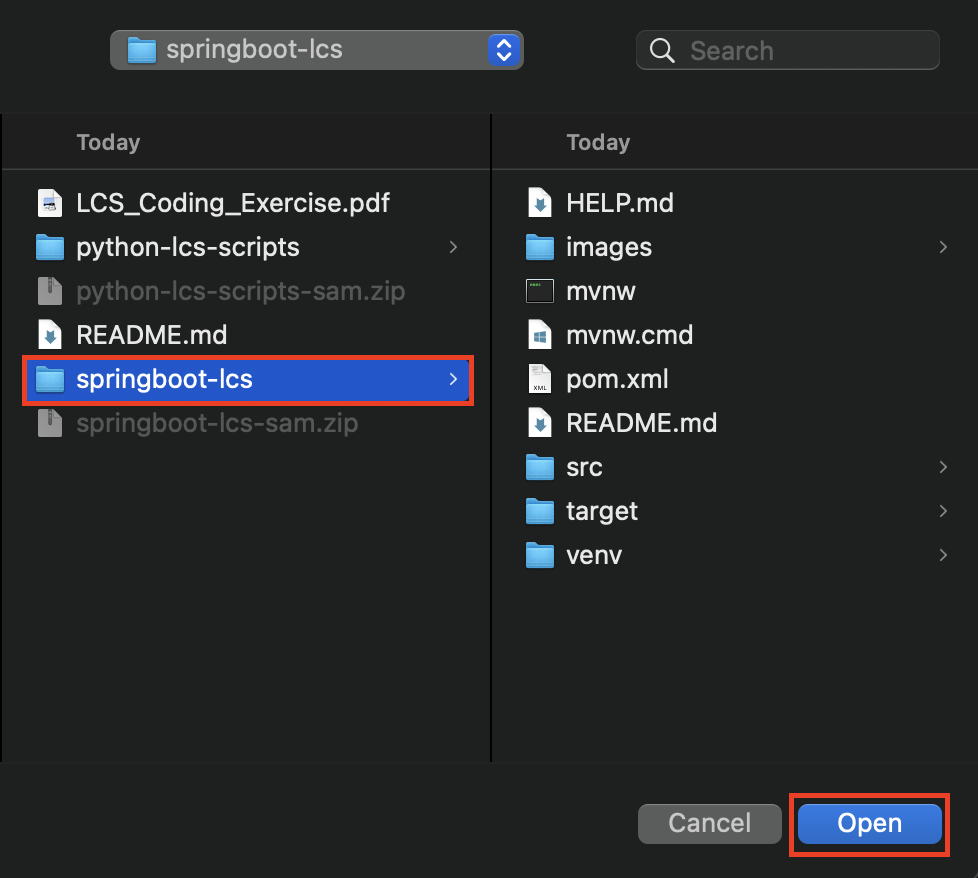 springboot-lcs
Search
Today
LCS_Coding_Exercise.pdf
python-lcs-scripts
python-lcs-scripts-sam.zip
README.md
springboot-lcs
springboot-lcs-sam.zip
Today
HELP.md
images
mvnw
mvnw.cmd
pom.xml
README.md
src
target
venv
Cancel
Open